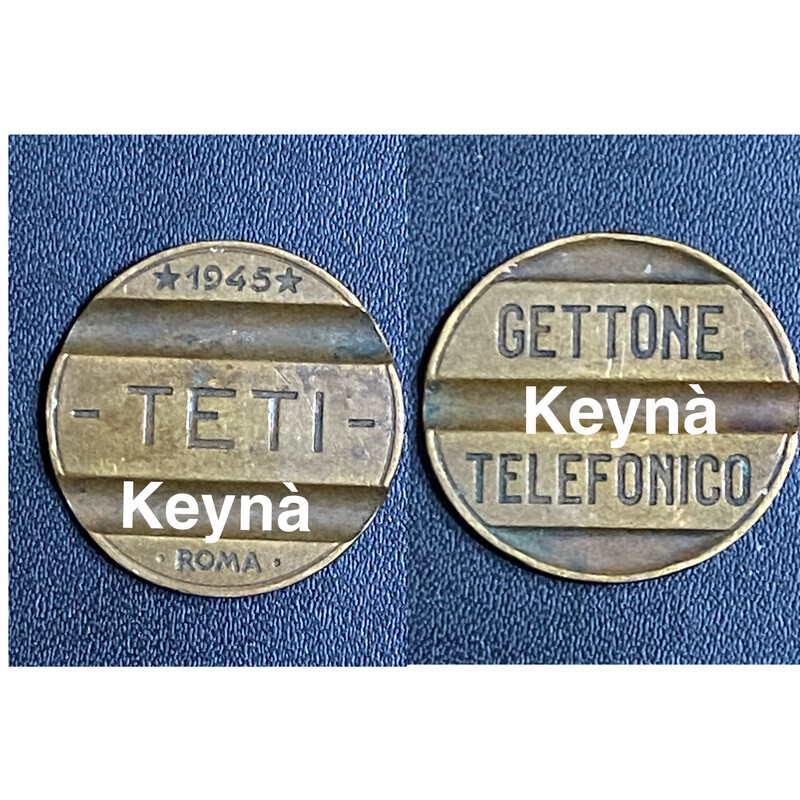 ★1945★
- TETI -
Keynà
· ROMA ·
GETTONE
Keynà
TELEFONICO